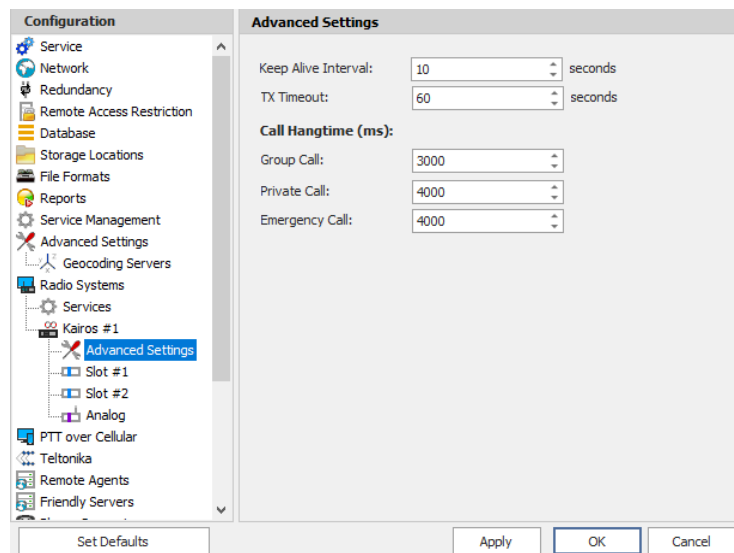 Configuration
Service
Network
Redundancy
Remote Access Restriction
Database
Storage Locations
File Formats
Reports
Service Management
Advanced Settings
Geocoding Servers
Radio Systems
Services
Kairos #1
Advanced Settings
Slot #1
Slot #2
Analog
PTT over Cellular
Teltonika
Remote Agents
Friendly Servers
Set Defaults
Advanced Settings
Keep Alive Interval: 10 seconds
TX Timeout: 60 seconds
Call Hangtime (ms):
Group Call: 3000
Private Call: 4000
Emergency Call: 4000
Apply OK Cancel